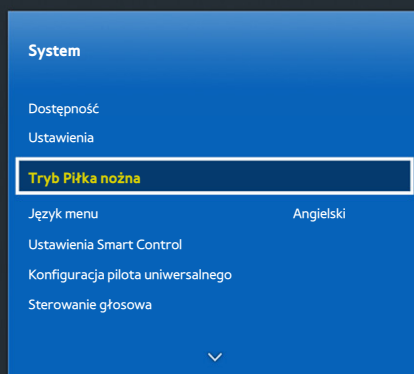 System
Dostępność
Ustawienia
Tryb Piłka nożna
Język menu Angielski
Ustawienia Smart Control
Konfiguracja pilota uniwersalnego
Sterowanie głosowa